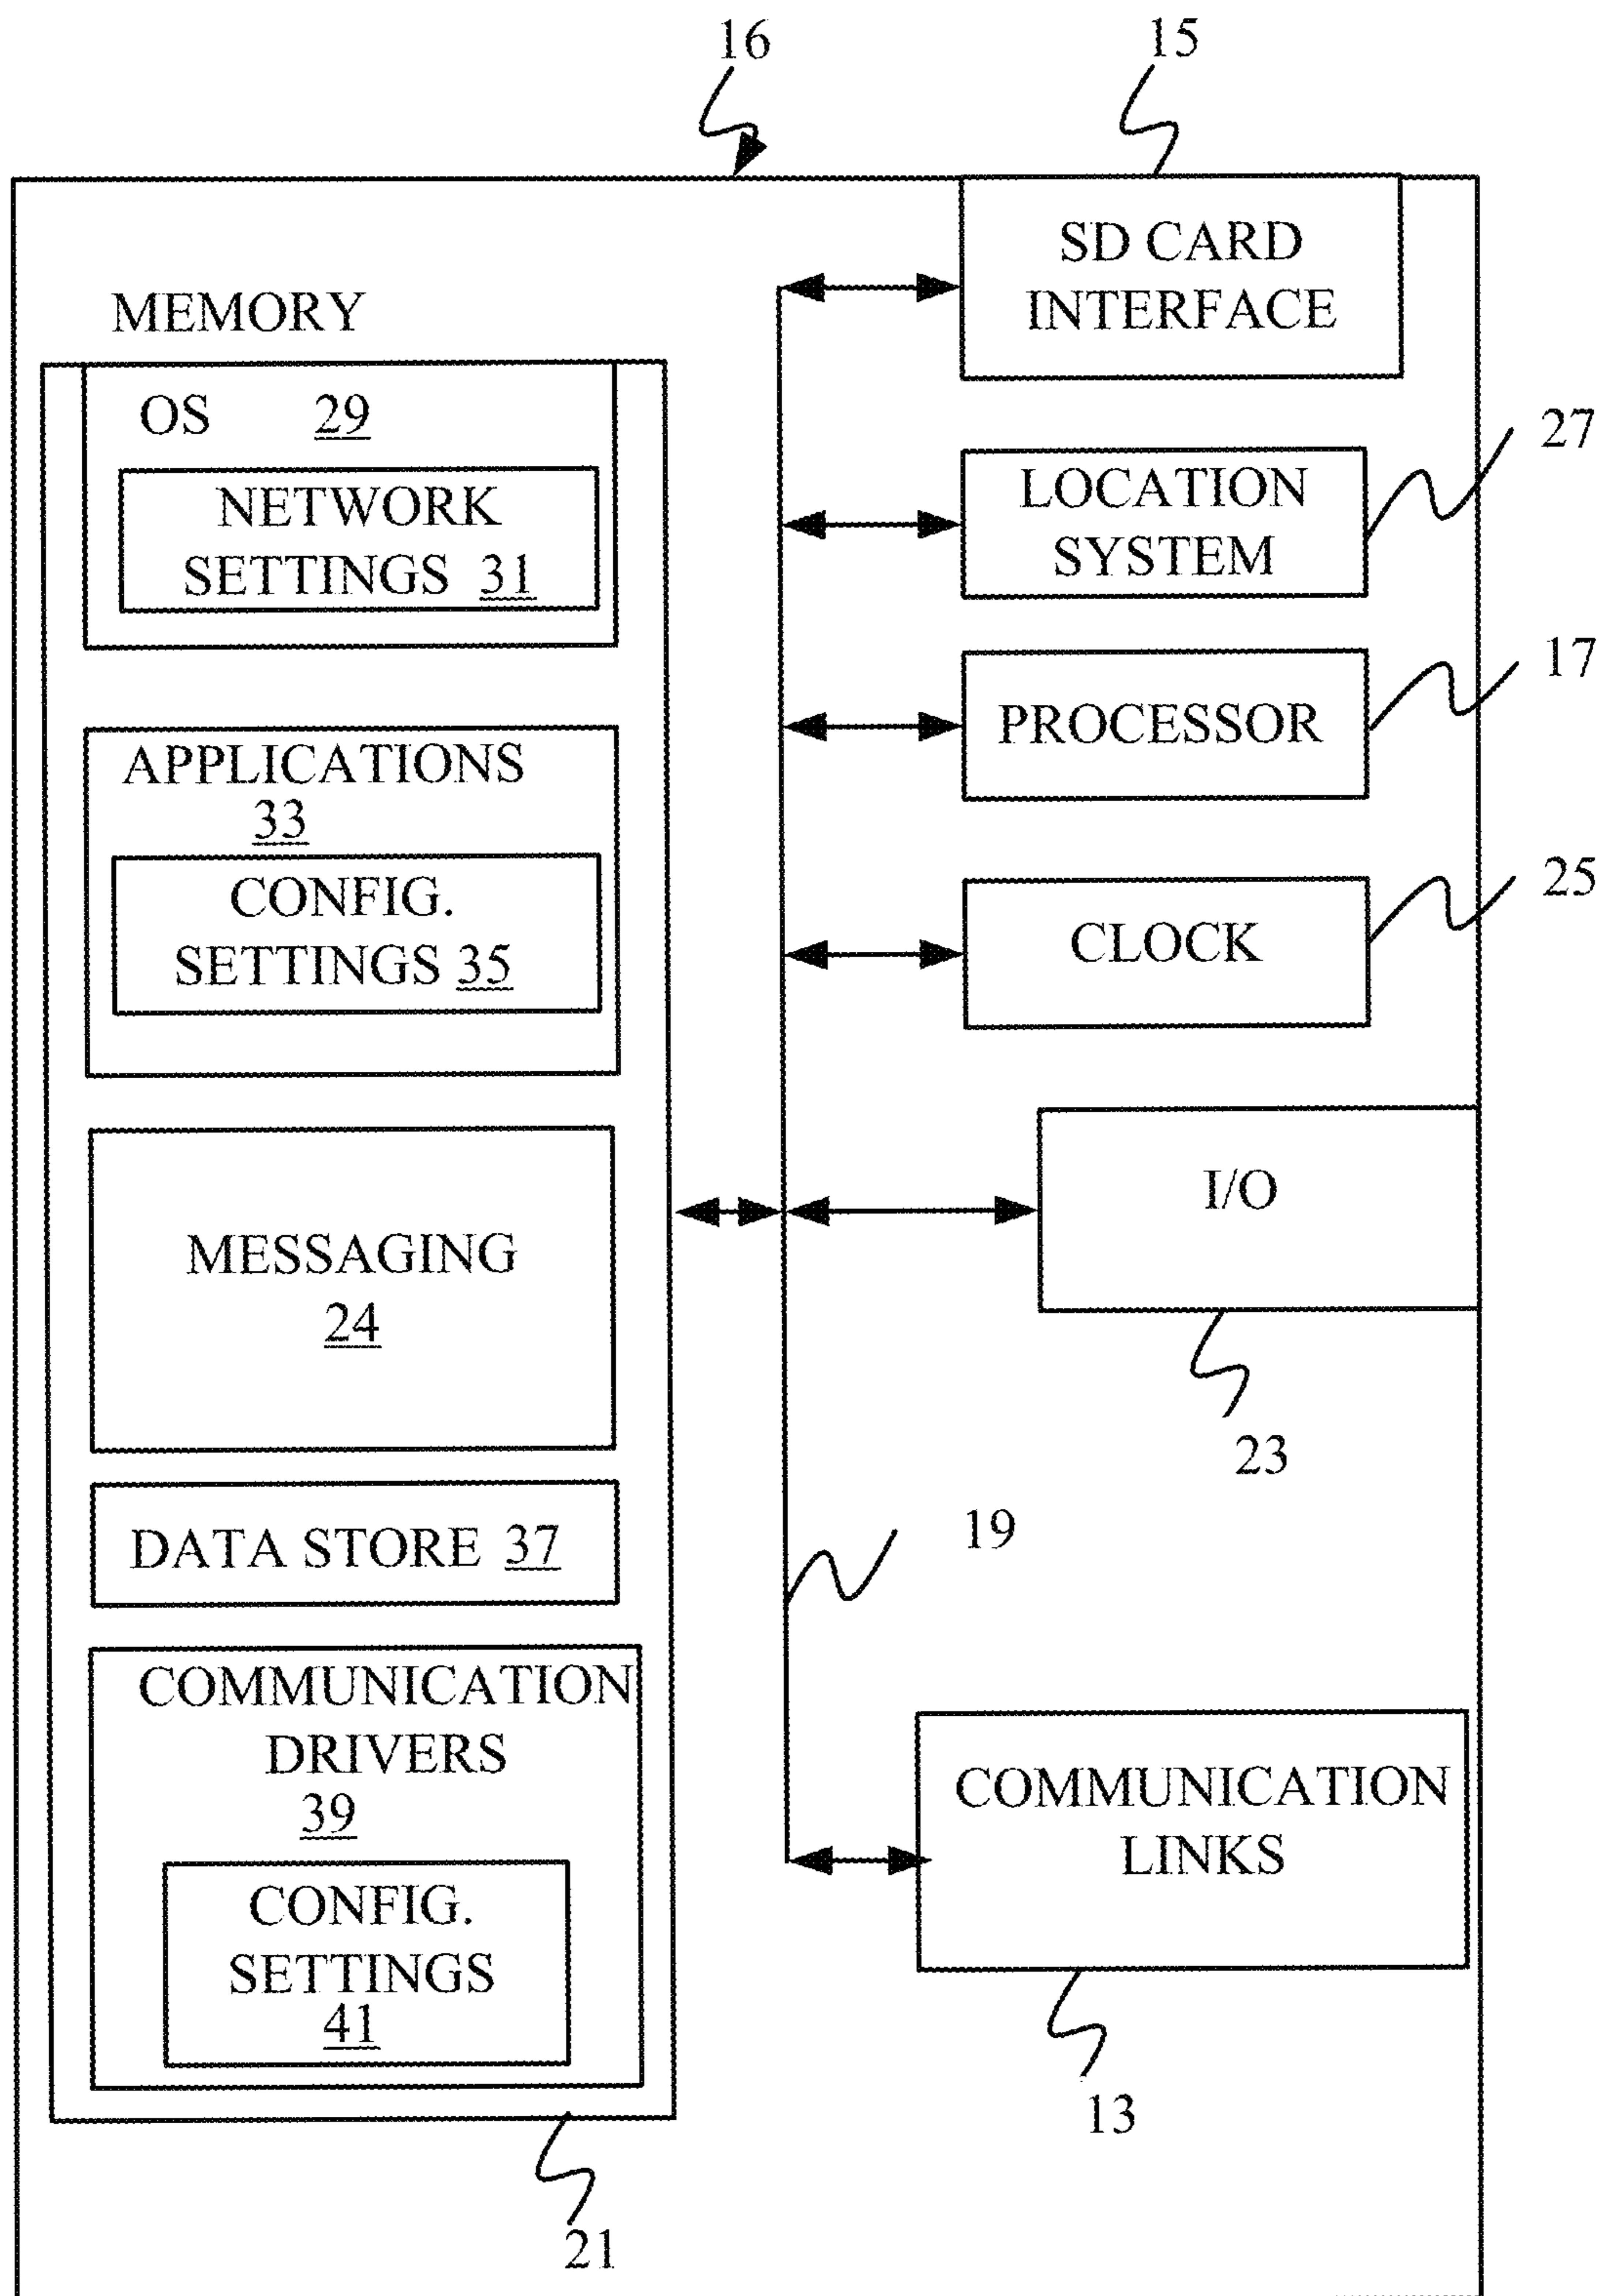 16
15
SD CARD
INTERFACE
MEMORY
OS 29
NETWORK
SETTINGS 31
27
LOCATION
SYSTEM
17
PROCESSOR
APPLICATIONS
33
CONFIG.
SETTINGS 35
25
CLOCK
MESSAGING
24
I/O
23
DATA STORE 37
19
COMMUNICATION
DRIVERS
39
CONFIG.
SETTINGS
41
COMMUNICATION
LINKS
13
21